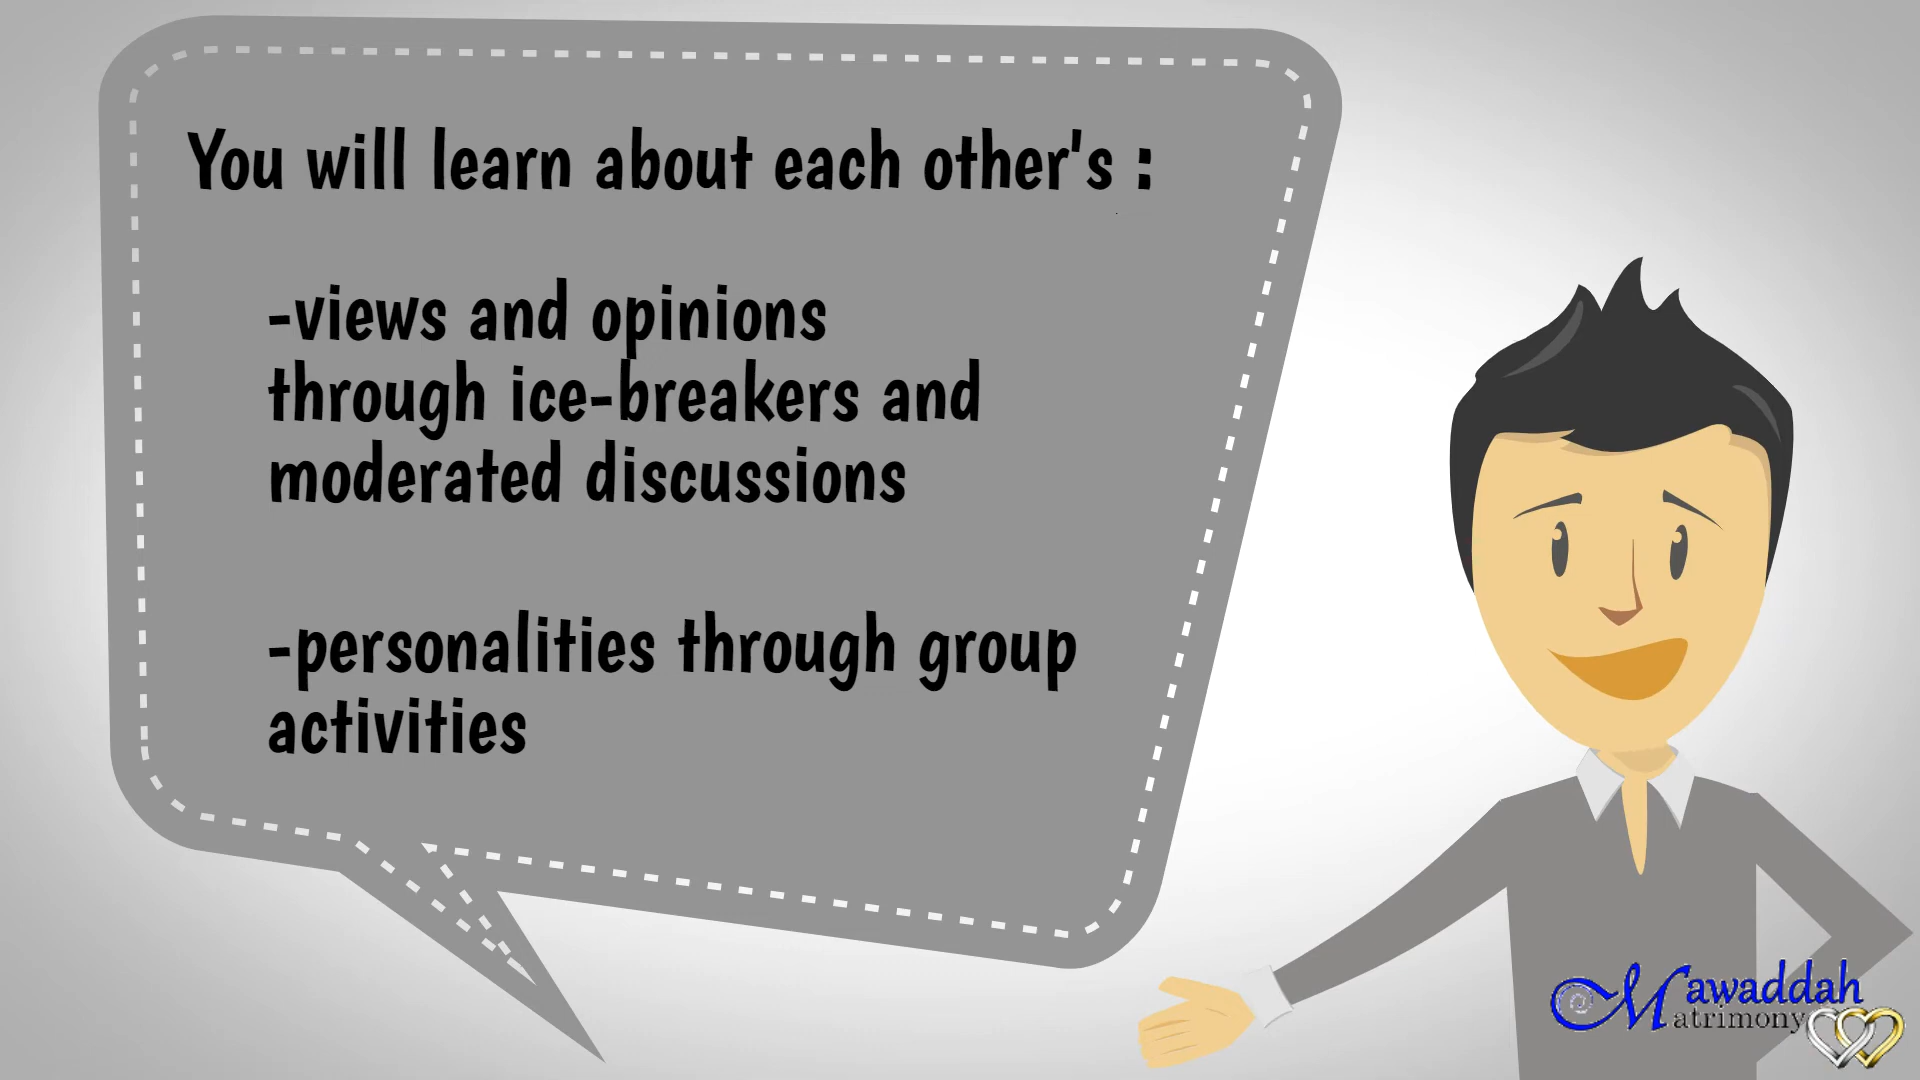 You will learn about each other's :
-views and opinions
through ice-breakers and
moderated discussions
-personalities through group
activities
Mawaddah
Matrimony